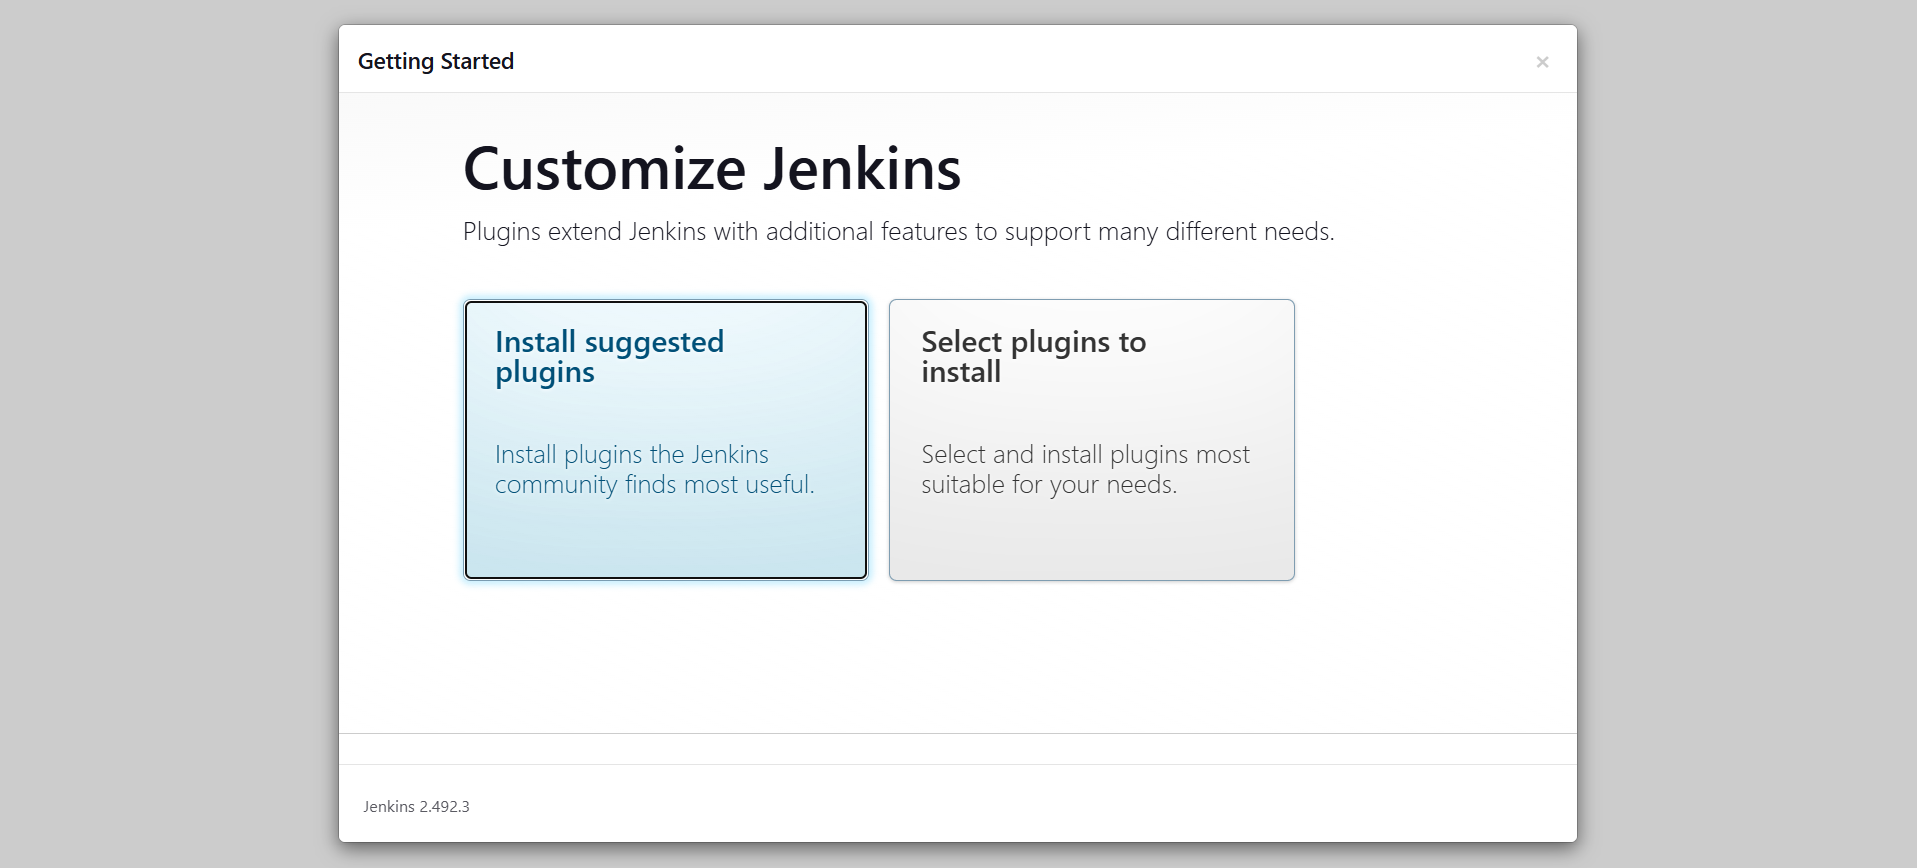 Getting Started
×
Customize Jenkins
Plugins extend Jenkins with additional features to support many different needs.
Install suggested
plugins
Install plugins the Jenkins
community finds most useful.
Select plugins to
install
Select and install plugins most
suitable for your needs.
Jenkins 2.492.3